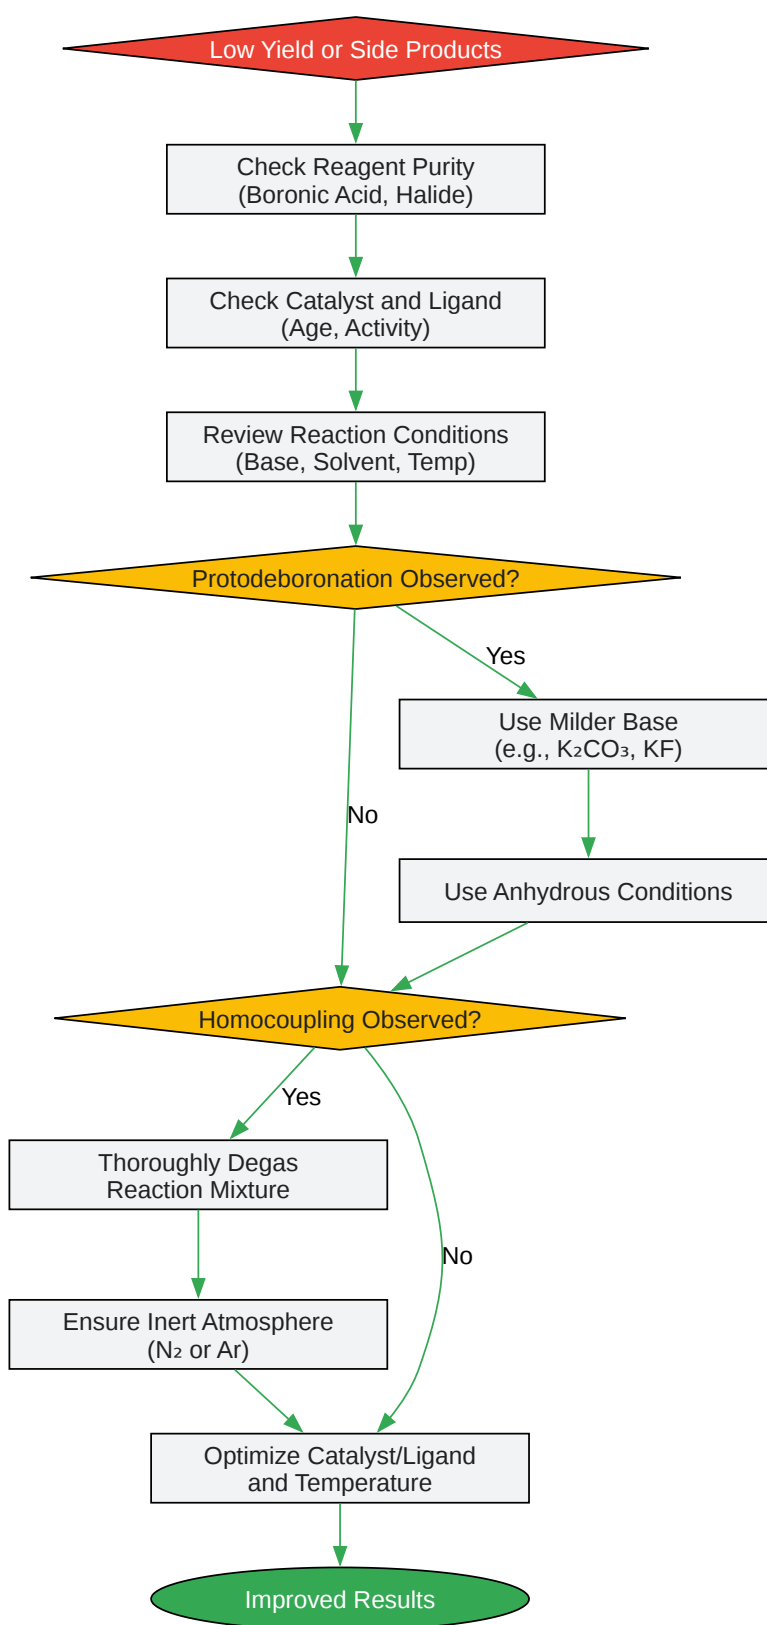 Low Yield or Side Products
Check Reagent Purity
(Boronic Acid, Halide)
Check Catalyst and Ligand
(Age, Activity)
Review Reaction Conditions
(Base, Solvent, Temp)
Protodeboronation Observed?
Yes
Use Milder Base
(e.g., K₂CO₃, KF)
No
Use Anhydrous Conditions
Homocoupling Observed?
Yes
Thoroughly Degas
Reaction Mixture
No
Ensure Inert Atmosphere
(N₂ or Ar)
Optimize Catalyst/Ligand
and Temperature
Improved Results